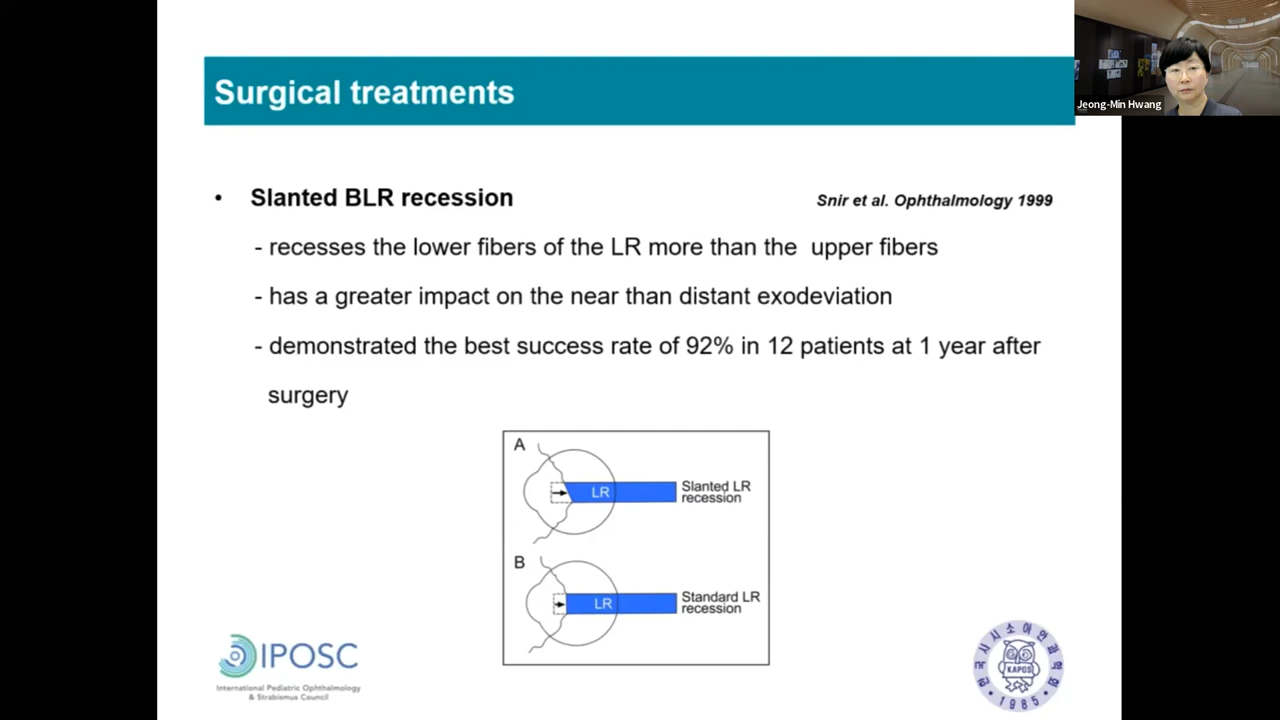 Surgical treatments
Jeong-Min Hwang
• Slanted BLR recession
Snir et al. Ophthalmology 1999
- recesses the lower fibers of the LR more than the upper fibers
- has a greater impact on the near than distant exodeviation
- demonstrated the best success rate of 92% in 12 patients at 1 year after
surgery
A
LR
Slanted LR
recession
B
LR
Standard LR
recession
IPOSC
International Pediatric Ophthalmology
& Strabismus Council
KAPOS
1985